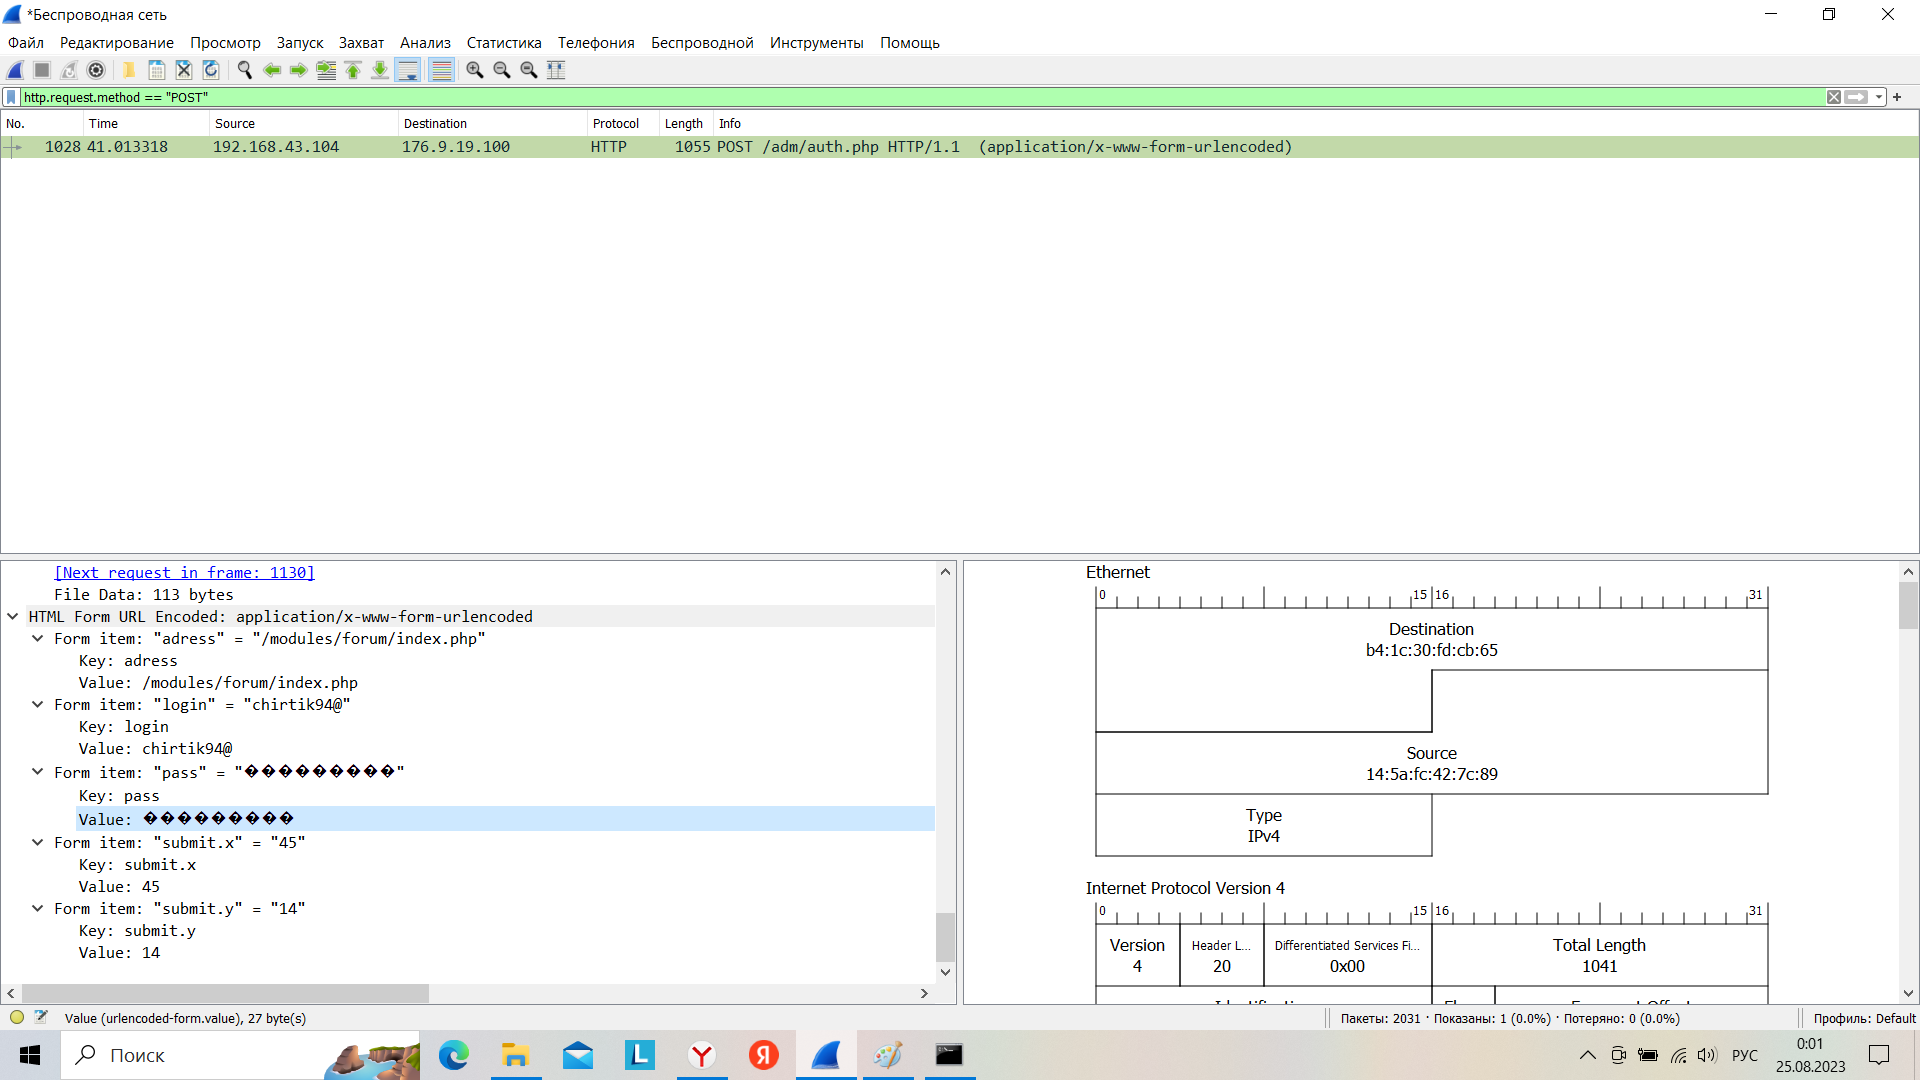 *Беспроводная сеть
Файл Редактирование Просмотр Запуск Захват Анализ Статистика Телефония Беспроводной Инструменты Помощь
http.request.method == "POST"
No. Time Source Destination Protocol Length Info
1028 41.013318 192.168.43.104 176.9.19.100 HTTP 1055 POST /adm/auth.php HTTP/1.1 (application/x-www-form-urlencoded)
[Next request in frame: 1130]
File Data: 113 bytes
HTML Form URL Encoded: application/x-www-form-urlencoded
Form item: "adress" = "/modules/forum/index.php"
Key: adress
Value: /modules/forum/index.php
Form item: "login" = "chirtik94@"
Key: login
Value: chirtik94@
Form item: "pass" = "���������"
Key: pass
Value: ���������
Form item: "submit.x" = "45"
Key: submit.x
Value: 45
Form item: "submit.y" = "14"
Key: submit.y
Value: 14
Ethernet
0 15 16 31
Destination
b4:1c:30:fd:cb:65
Source
14:5a:fc:42:7c:89
Type
IPv4
Internet Protocol Version 4
0 15 16 31
Version Header L... Differentiated Services Fi... Total Length
4 20 0x00 1041
Value (urlencoded-form.value), 27 byte(s)
Пакеты: 2031 · Показаны: 1 (0.0%) · Потеряно: 0 (0.0%)
Профиль: Default
Поиск
L
Y
Я
РУС
0:01
25.08.2023